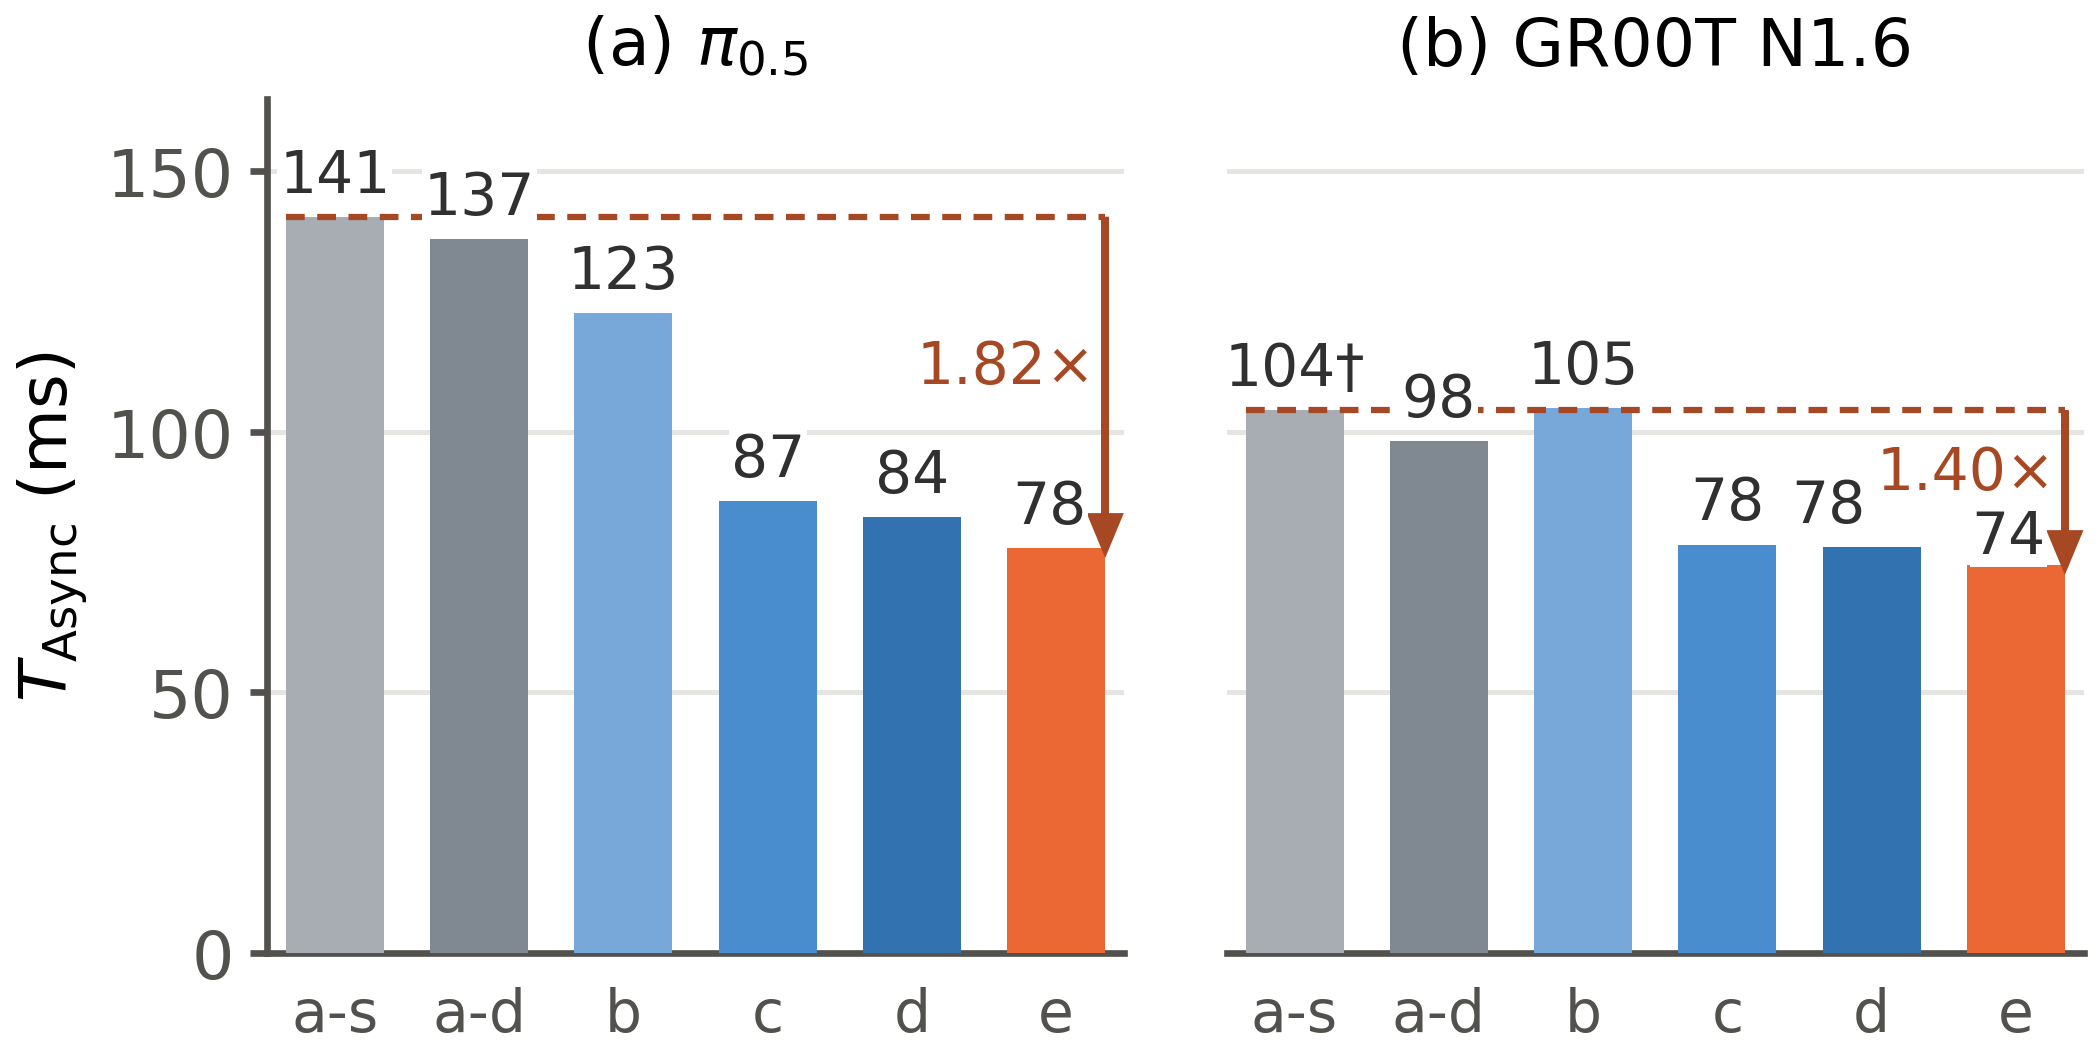 (a) π0.5
(b) GR00T N1.6
TAsync (ms)
150
100
50
0
141
137
123
87
84
78
1.82×
104†
98
105
78
78
74
1.40×
a-s
a-d
b
c
d
e
a-s
a-d
b
c
d
e